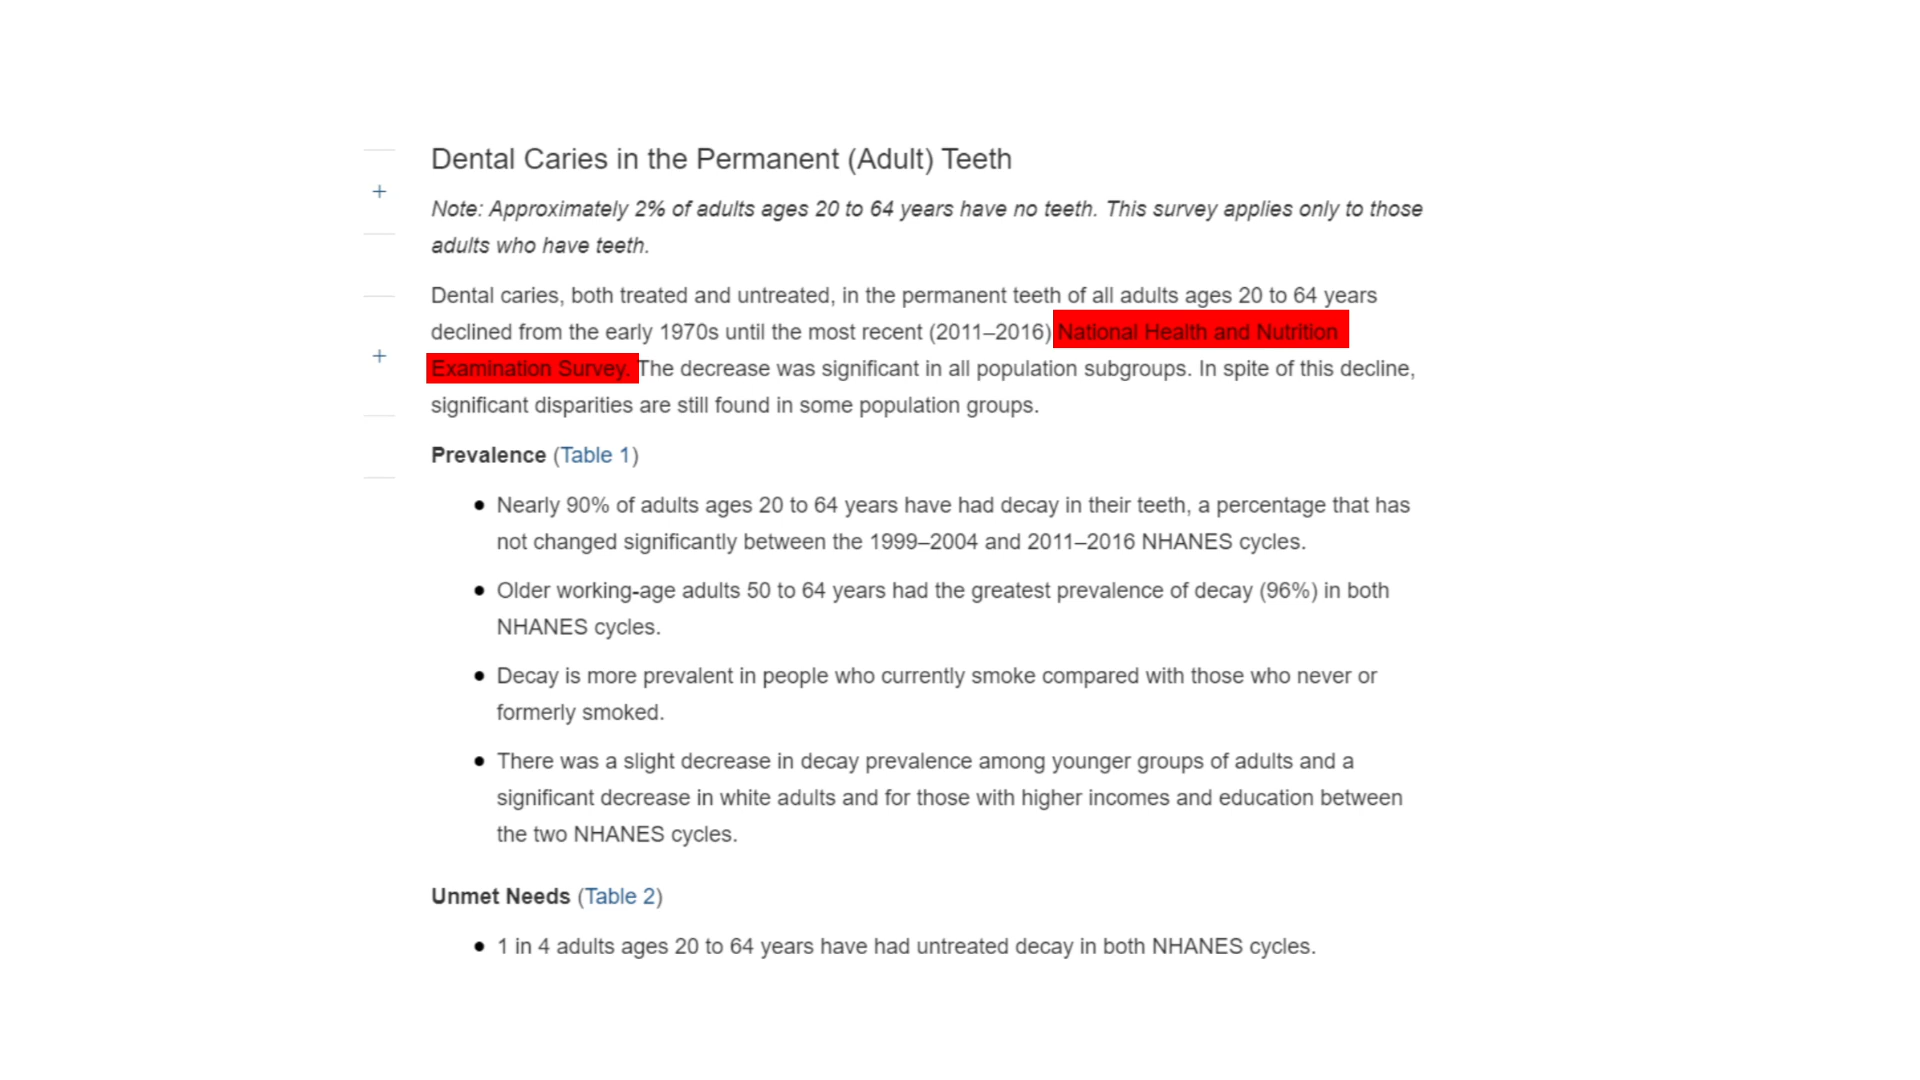 Dental Caries in the Permanent (Adult) Teeth
+
Note: Approximately 2% of adults ages 20 to 64 years have no teeth. This survey applies only to those
adults who have teeth.
Dental caries, both treated and untreated, in the permanent teeth of all adults ages 20 to 64 years
declined from the early 1970s until the most recent (2011–2016) National Health and Nutrition
+
Examination Survey. The decrease was significant in all population subgroups. In spite of this decline,
significant disparities are still found in some population groups.
Prevalence (Table 1)
● Nearly 90% of adults ages 20 to 64 years have had decay in their teeth, a percentage that has
not changed significantly between the 1999–2004 and 2011–2016 NHANES cycles.
● Older working-age adults 50 to 64 years had the greatest prevalence of decay (96%) in both
NHANES cycles.
● Decay is more prevalent in people who currently smoke compared with those who never or
formerly smoked.
● There was a slight decrease in decay prevalence among younger groups of adults and a
significant decrease in white adults and for those with higher incomes and education between
the two NHANES cycles.
Unmet Needs (Table 2)
● 1 in 4 adults ages 20 to 64 years have had untreated decay in both NHANES cycles.